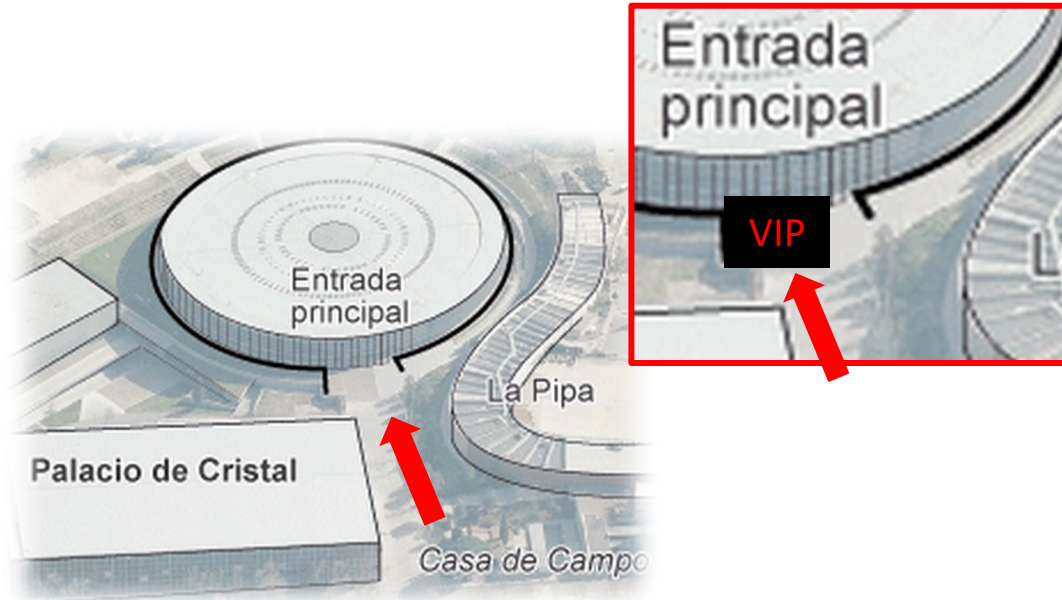 Entrada
principal
VIP
Entrada
principal
La Pipa
Palacio de Cristal
Casa de Campo